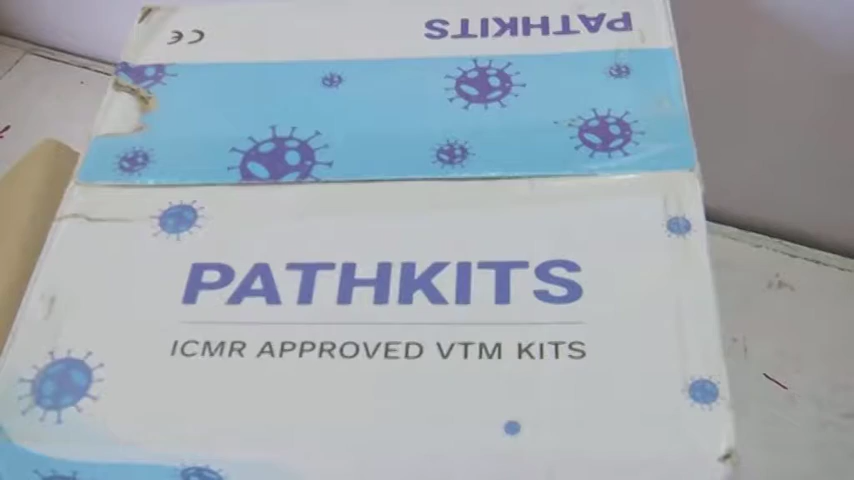 PATHKITS
CE
PATHKITS
ICMR APPROVED VTM KITS